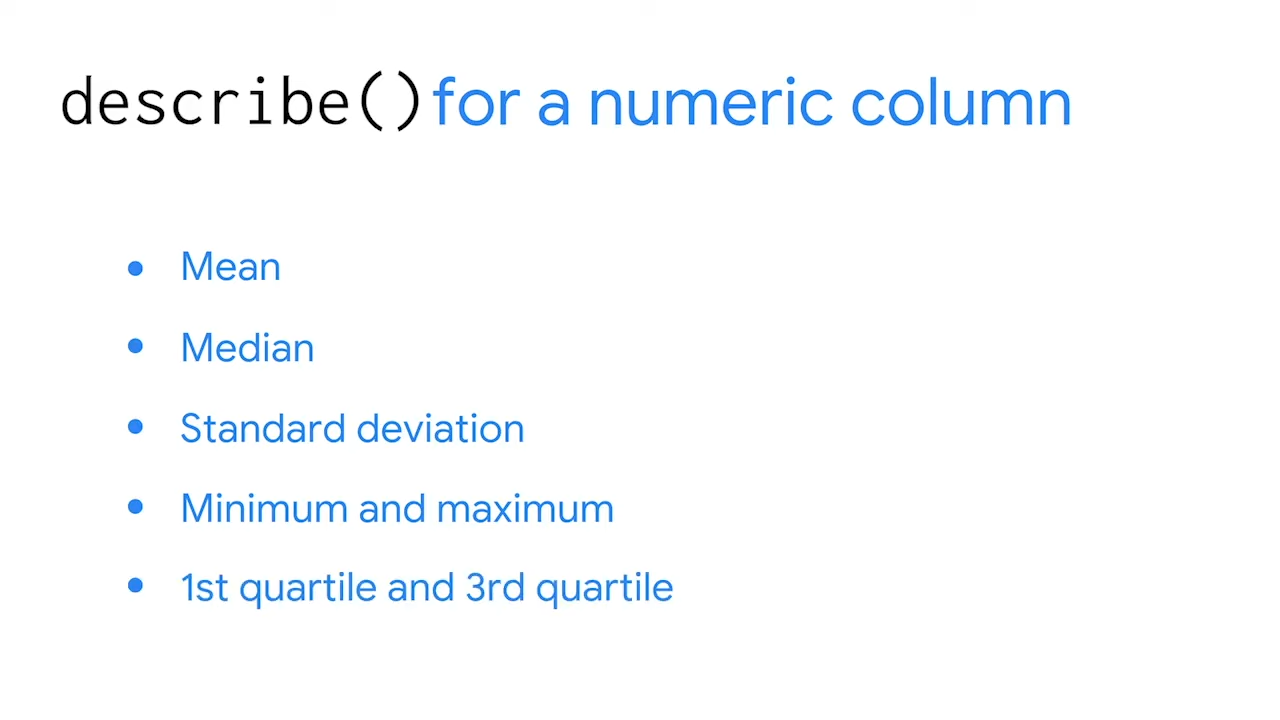 describe() for a numeric column
• Mean
• Median
• Standard deviation
• Minimum and maximum
• 1st quartile and 3rd quartile